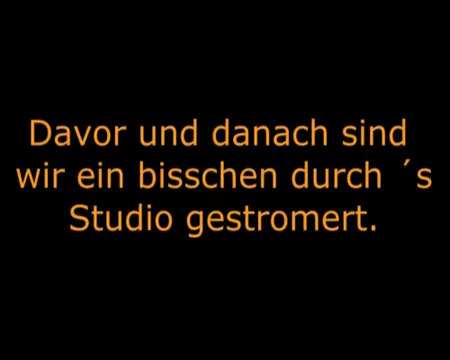 Davor und danach sind
wir ein bisschen durch ´s
Studio gestromert.